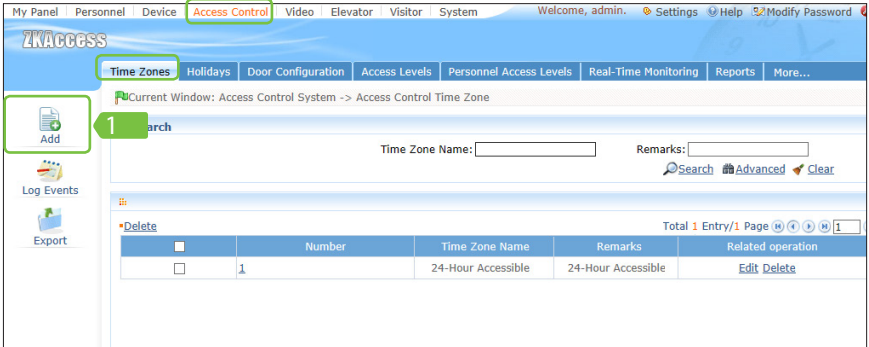 My Panel Personnel Device Access Control Video Elevator Visitor System Welcome, admin. Settings Help Modify Password
ZKAccess
Time Zones Holidays Door Configuration Access Levels Personnel Access Levels Real-Time Monitoring Reports More...
Current Window: Access Control System -> Access Control Time Zone
Add
1
arch
Time Zone Name: Remarks:
Search Advanced Clear
Log Events
Export
Delete Total 1 Entry/1 Page 1
Number Time Zone Name Remarks Related operation
1 24-Hour Accessible 24-Hour Accessible Edit Delete